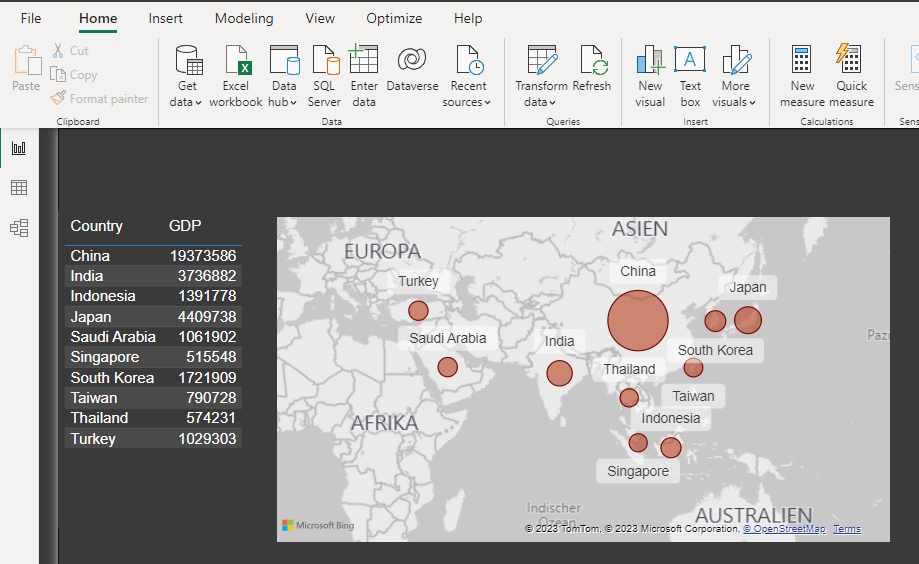 File Home Insert Modeling View Optimize Help
Paste
Cut
Copy
Format painter
Clipboard
Get data
Excel workbook
Data hub
SQL Server
Enter data
Dataverse
Recent sources
Data
Transform data
Refresh
Queries
New visual
Text box
More visuals
Insert
New measure
Quick measure
Calculations
Country GDP
China 19373586
India 3736882
Indonesia 1391778
Japan 4409738
Saudi Arabia 1061902
Singapore 515548
South Korea 1721909
Taiwan 790728
Thailand 574231
Turkey 1029303
ASIEN
EUROPA
China
Turkey
Japan
Saudi Arabia
India
South Korea
Thailand
Taiwan
Indonesia
AFRIKA
Singapore
Indischer
Ozean
AUSTRALIEN
Microsoft Bing
© 2023 TomTom, © 2023 Microsoft Corporation, © OpenStreetMap Terms